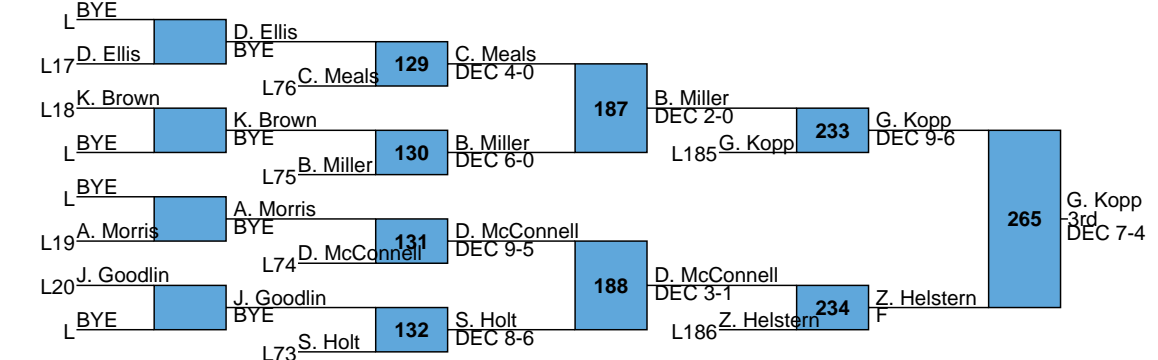 L BYE
L17 D. Ellis
D. Ellis
BYE
L76 C. Meals
129
C. Meals
DEC 4-0
L18 K. Brown
L BYE
K. Brown
BYE
L75 B. Miller
130
B. Miller
DEC 6-0
187
B. Miller
DEC 2-0
L185 G. Kopp
233
G. Kopp
DEC 9-6
L BYE
L19 A. Morris
A. Morris
BYE
L74 D. McConnell
131
D. McConnell
DEC 9-5
L20 J. Goodlin
L BYE
J. Goodlin
BYE
L73 S. Holt
132
S. Holt
DEC 8-6
188
D. McConnell
DEC 3-1
L186 Z. Helstern
234
Z. Helstern
F
265
G. Kopp
3rd
DEC 7-4